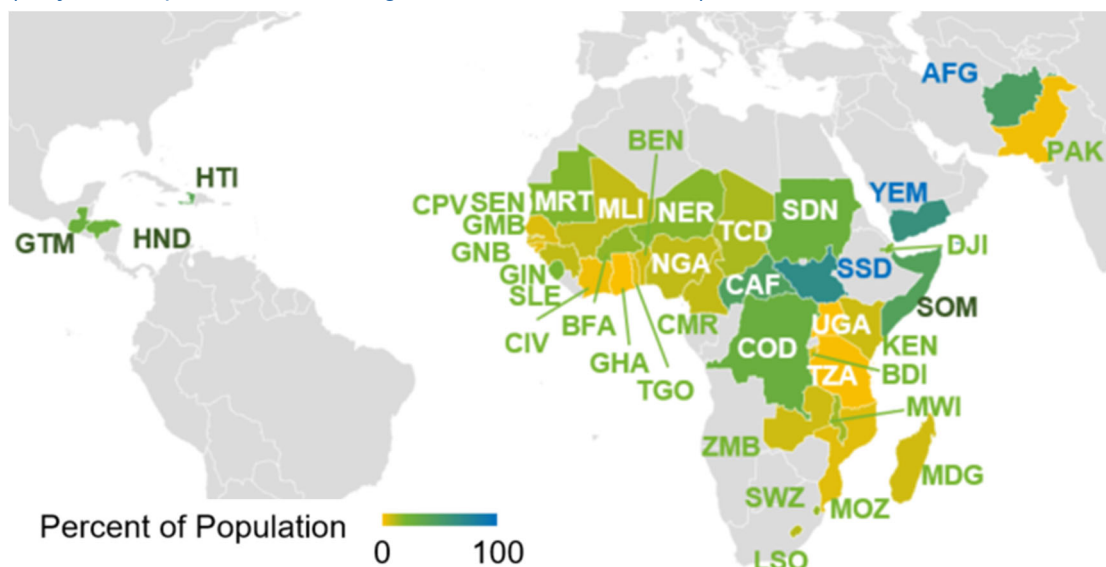 AFG
BEN
PAK
HTI
YEM
CPV SEN MRT MLI NER TCD SDN
GMB
GTM HND
GNB
NGA
DJI
GIN
CAF
SSD
SLE
SOM
BFA CMR
CIV
UGA
COD
KEN
GHA
TZA BDI
TGO
MWI
ZMB
MDG
SWZ MOZ
Percent of Population
0 100
LSO